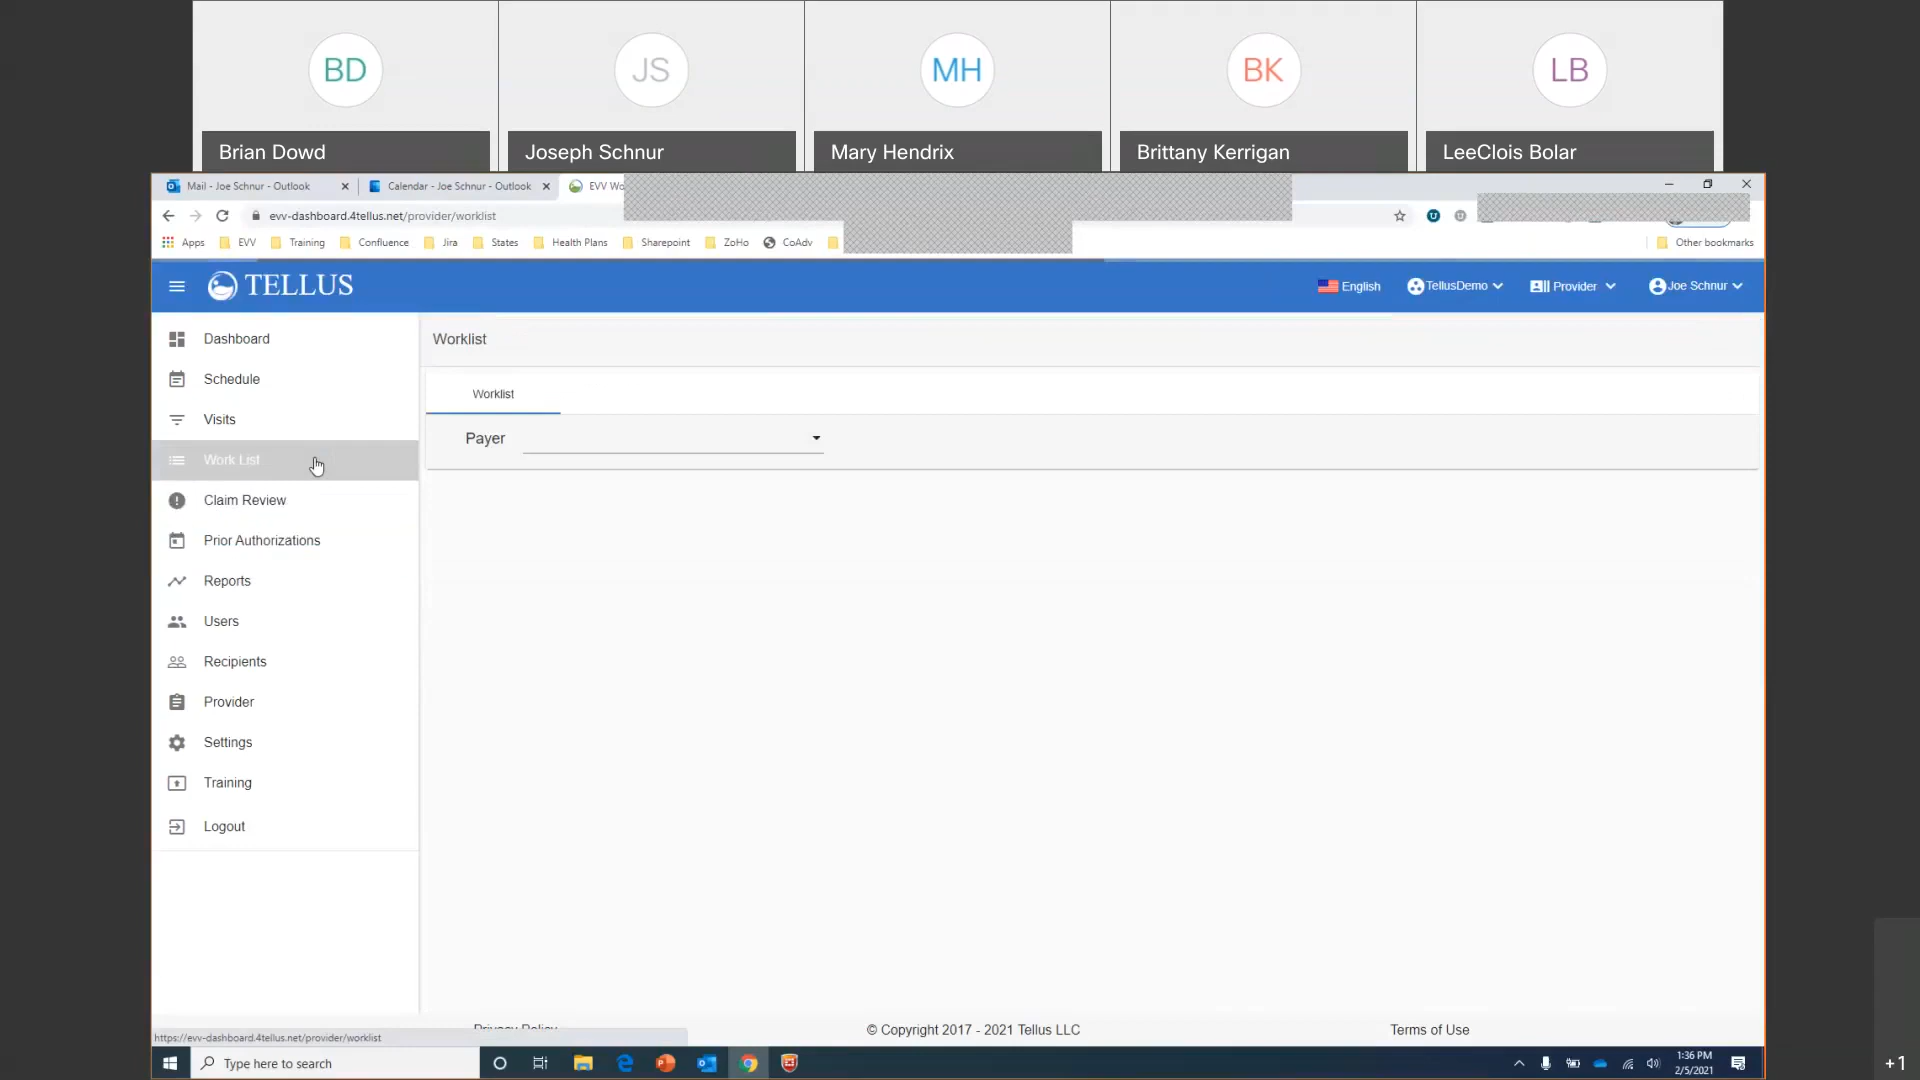 BD JS MH BK LB
Brian Dowd Joseph Schnur Mary Hendrix Brittany Kerrigan LeeClois Bolar
Mail - Joe Schnur - Outlook Calendar - Joe Schnur - Outlook EVV Wo
evv-dashboard.4tellus.net/provider/worklist
Apps EVV Training Confluence Jira States Health Plans Sharepoint ZoHo CoAdv Other bookmarks
TELLUS English TellusDemo Provider Joe Schnur
Dashboard
Schedule
Visits
Work List
Claim Review
Prior Authorizations
Reports
Users
Recipients
Provider
Settings
Training
Logout
Worklist
Worklist
Payer
Privacy Policy © Copyright 2017 - 2021 Tellus LLC Terms of Use
https://evv-dashboard.4tellus.net/provider/worklist
Type here to search
1:36 PM
2/5/2021
+1